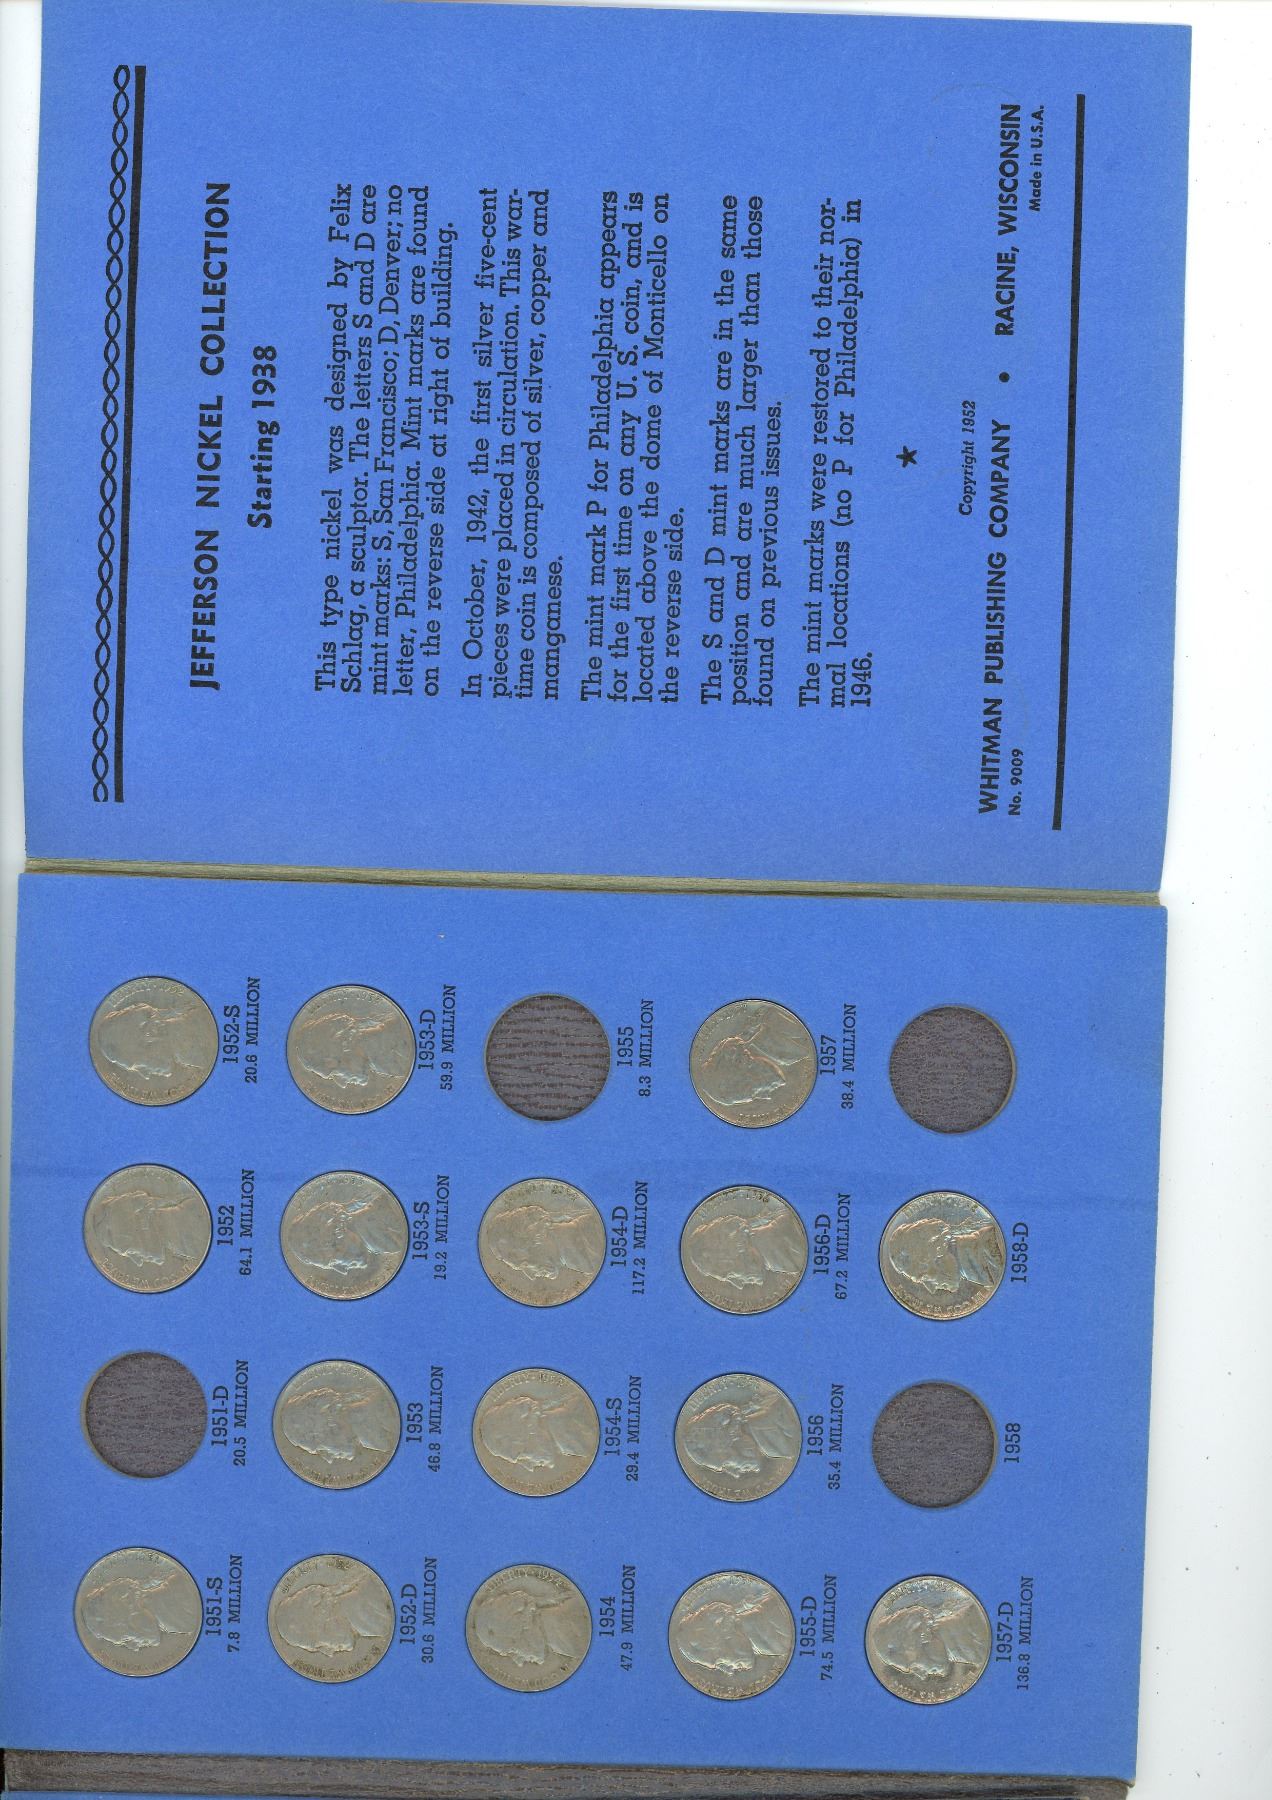 1951-S
7.8 MILLION
1951-D
20.5 MILLION
1952
64.1 MILLION
1952-S
20.6 MILLION
1952-D
30.6 MILLION
1953
46.8 MILLION
1953-S
19.2 MILLION
1953-D
59.9 MILLION
1954
47.9 MILLION
1954-S
29.4 MILLION
1954-D
117.2 MILLION
1955
8.3 MILLION
1955-D
74.5 MILLION
1956
35.4 MILLION
1956-D
67.2 MILLION
1957
38.4 MILLION
1957-D
136.8 MILLION
1958
1958-D
JEFFERSON NICKEL COLLECTION
Starting 1938
This type nickel was designed by Felix
Schlag, a sculptor. The letters S and D are
mint marks: S, San Francisco; D, Denver; no
letter, Philadelphia. Mint marks are found
on the reverse side at right of building.
In October, 1942, the first silver five-cent
pieces were placed in circulation. This war-
time coin is composed of silver, copper and
manganese.
The mint mark P for Philadelphia appears
for the first time on any U. S. coin, and is
located above the dome of Monticello on
the reverse side.
The S and D mint marks are in the same
position and are much larger than those
found on previous issues.
The mint marks were restored to their nor-
mal locations (no P for Philadelphia) in
1946.
★
Copyright 1952
WHITMAN PUBLISHING COMPANY • RACINE, WISCONSIN
No. 9009 Made in U.S.A.